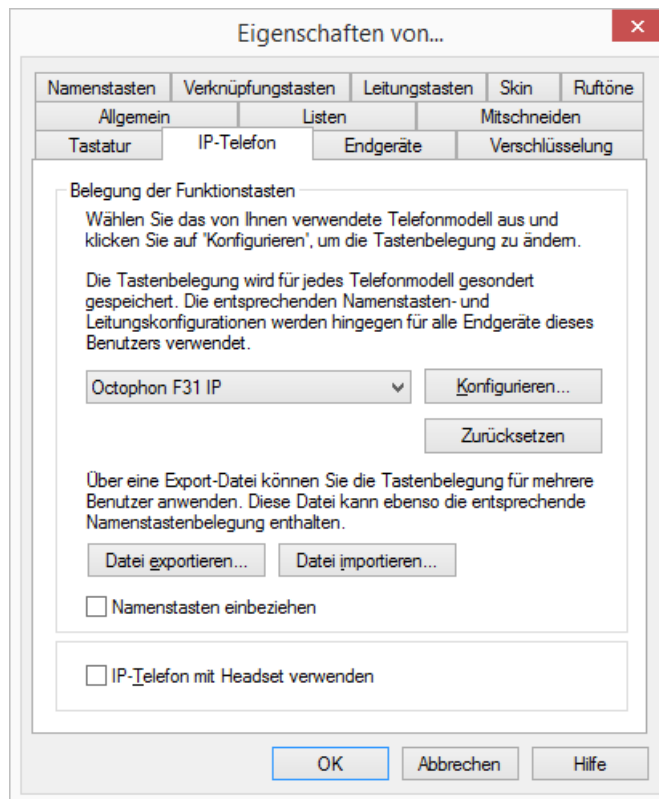 Eigenschaften von...
Namenstasten Verknüpfungstasten Leitungstasten Skin Ruftöne
Allgemein Listen Mitschneiden
Tastatur IP-Telefon Endgeräte Verschlüsselung
Belegung der Funktionstasten
Wählen Sie das von Ihnen verwendete Telefonmodell aus und
klicken Sie auf "Konfigurieren", um die Tastenbelegung zu ändern.
Die Tastenbelegung wird für jedes Telefonmodell gesondert
gespeichert. Die entsprechenden Namenstasten- und
Leitungskonfigurationen werden hingegen für alle Endgeräte dieses
Benutzers verwendet.
Octophon F31 IP Konfigurieren...
Zurücksetzen
Über eine Export-Datei können Sie die Tastenbelegung für mehrere
Benutzer anwenden. Diese Datei kann ebenso die entsprechende
Namenstastenbelegung enthalten.
Datei exportieren... Datei importieren...
Namenstasten einbeziehen
IP-Telefon mit Headset verwenden
OK Abbrechen Hilfe